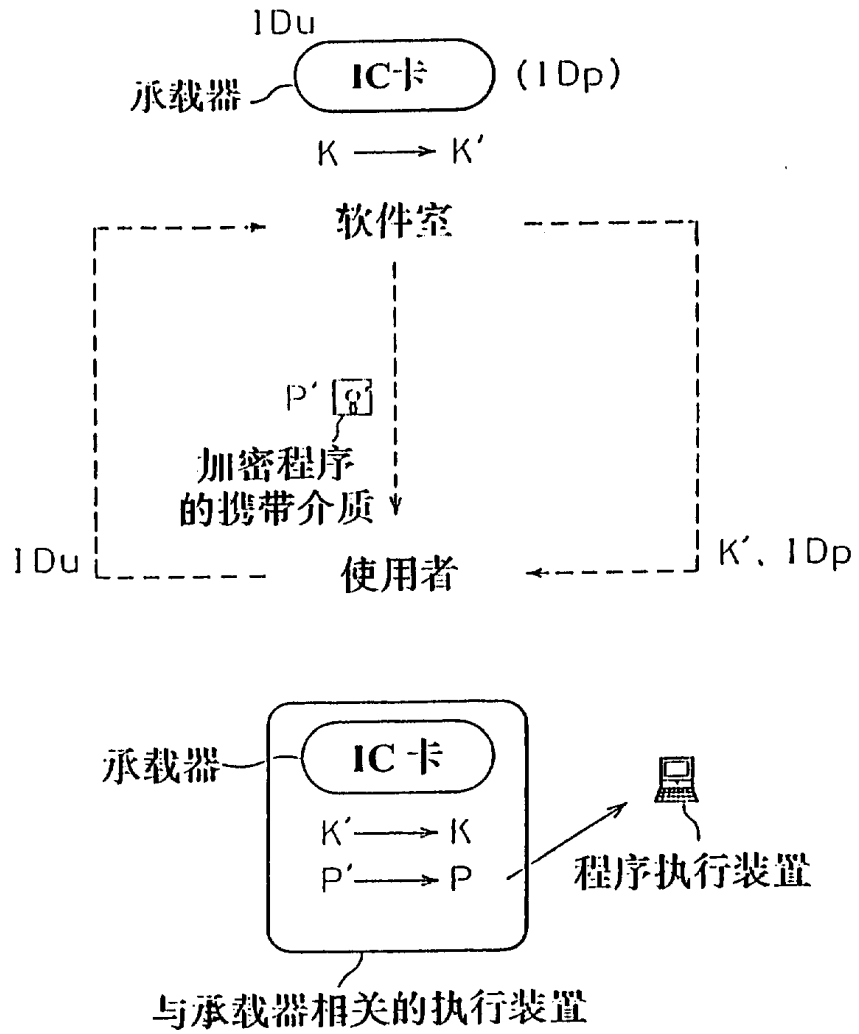 IDu
IC卡 (IDp)
承载器
K → K'
软件室
P'
加密程序
的携带介质
IDu
使用者
K'、IDp
承载器
IC 卡
K' → K
P' → P
程序执行装置
与承载器相关的执行装置